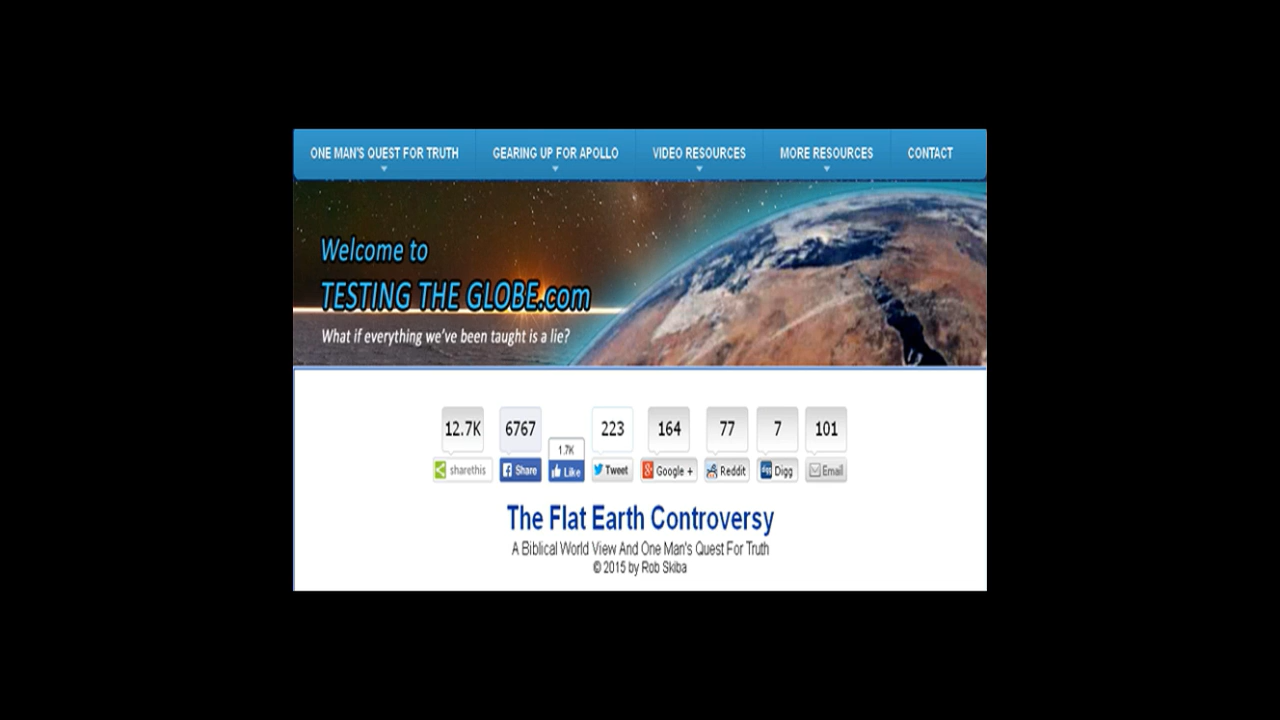 ONE MAN'S QUEST FOR TRUTH GEARING UP FOR APOLLO VIDEO RESOURCES MORE RESOURCES CONTACT
Welcome to
TESTING THE GLOBE.com
What if everything we've been taught is a lie?
12.7K 6767 223 164 77 7 101
1.7K
sharethis Share Like Tweet Google + Reddit Digg Email
The Flat Earth Controversy
A Biblical World View And One Man's Quest For Truth
© 2015 by Rob Skiba